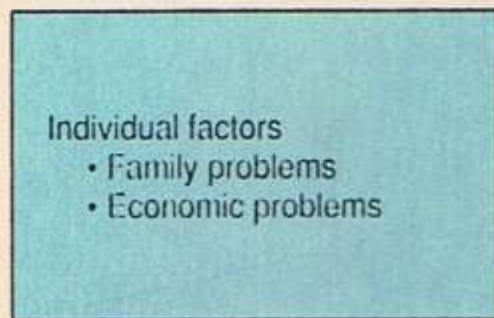 Individual factors
• Family problems
• Economic problems